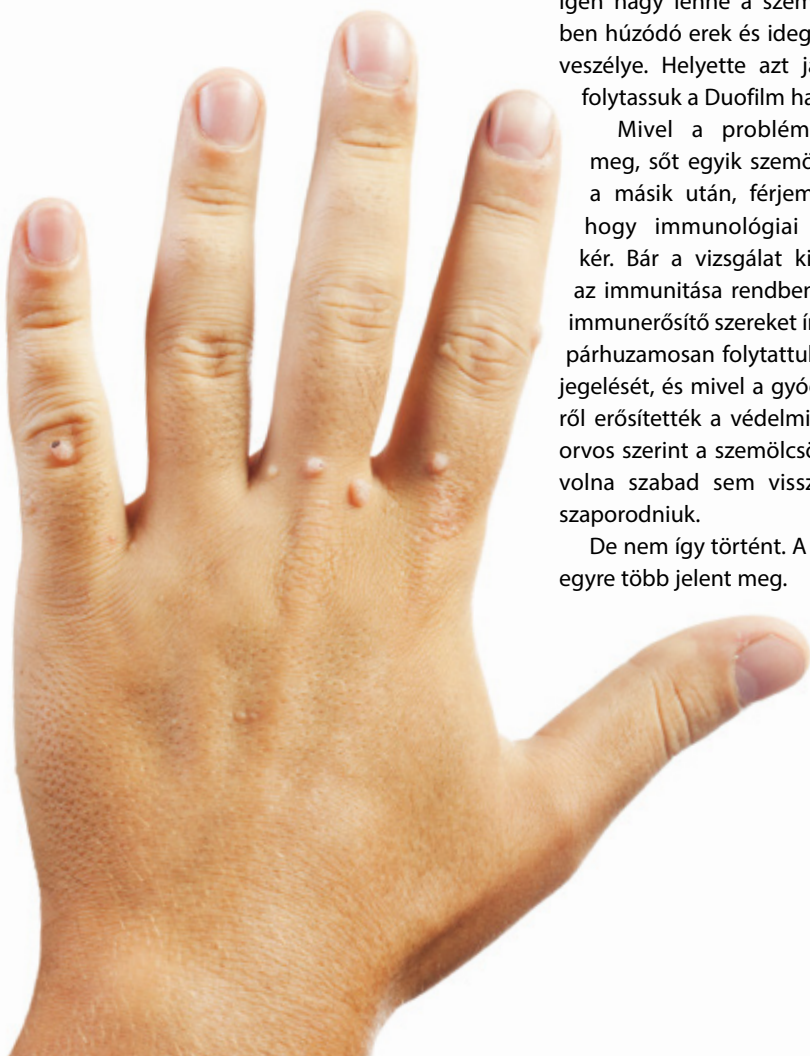 igen nagy lenne a szem
ben húzódó erek és ideg
veszélye. Helyette azt ja
folytassuk a Duofilm ha
Mivel a problém
meg, sőt egyik szemö
a másik után, férjem
hogy immunológiai
kér. Bár a vizsgálat ki
az immunitása rendben
immunerősítő szereket ír
párhuzamosan folytattuk
jegelését, és mivel a gyó
ről erősítették a védelmi
orvos szerint a szemölcsö
volna szabad sem vissz
szaporodniuk.
De nem így történt. A
egyre több jelent meg.